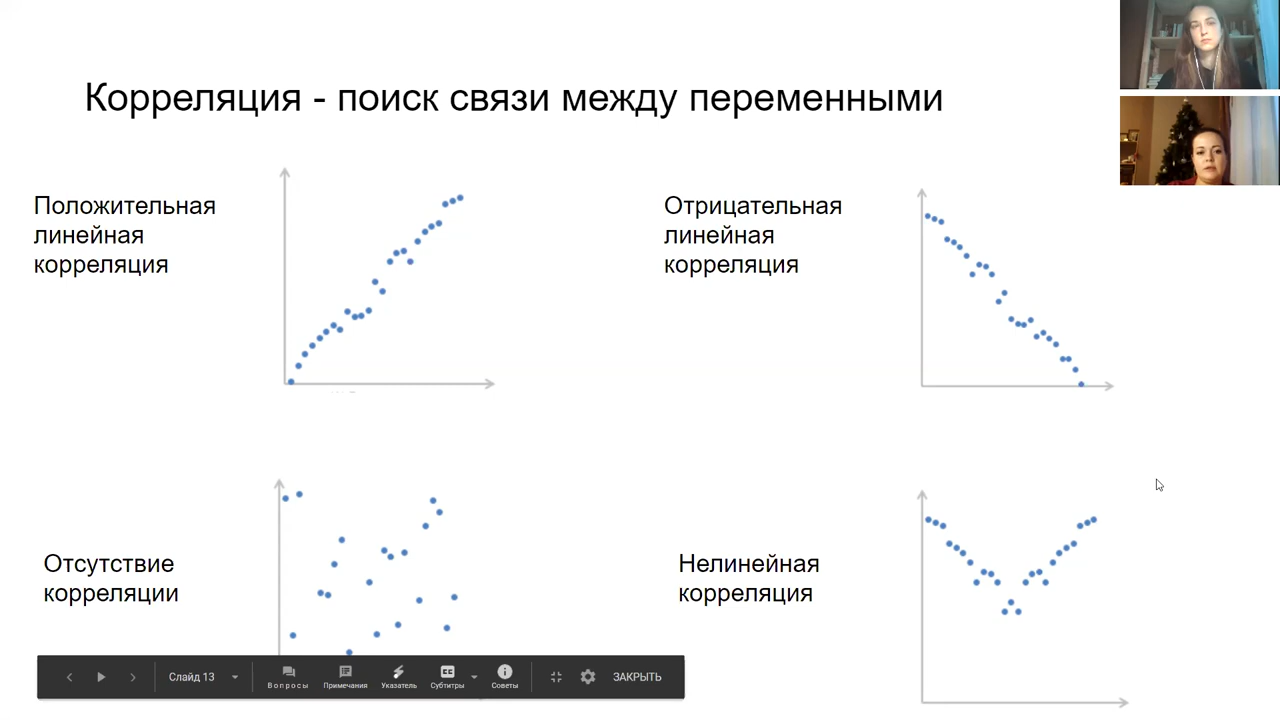 Корреляция - поиск связи между переменными
Положительная
линейная
корреляция
Отрицательная
линейная
корреляция
Отсутствие
корреляции
Нелинейная
корреляция
Слайд 13
Вопросы
Примечания
Указатель
Субтитры
Советы
ЗАКРЫТЬ